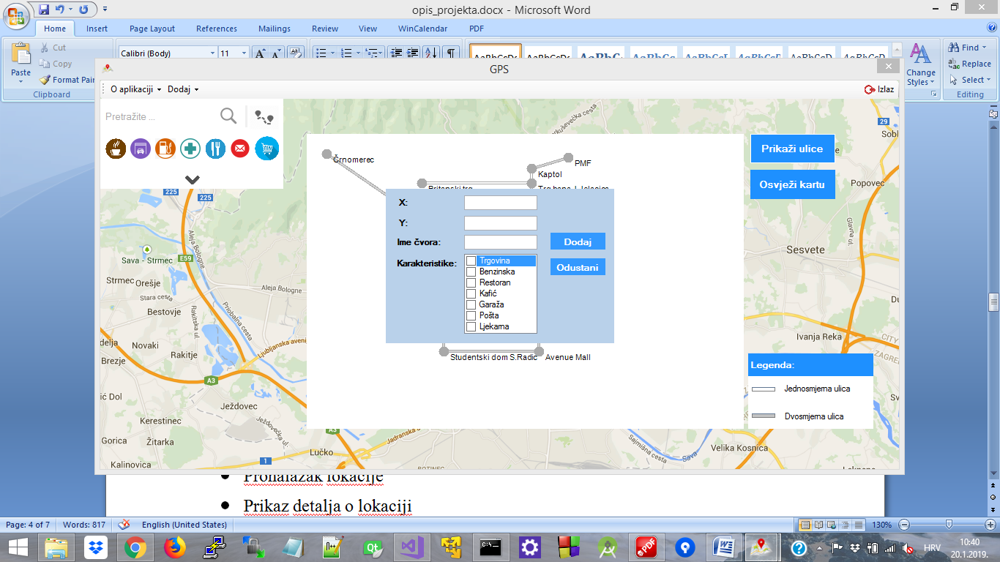 opis_projekta.docx - Microsoft Word
Home Insert Page Layout References Mailings Review View WinCalendar PDF
Paste
Cut
Copy
Format Pain
Clipboard
Calibri (Body) 11
Change
Styles
Find
Replace
Select
Editing
GPS
O aplikaciji Dodaj Izlaz
Pretražite ...
Črnomerec
PMF
Kaptol
Britanski trg
Trg bana J. Jelacica
X:
Y:
Ime čvora:
Karakteristike:
Trgovina
Benzinska
Restoran
Kafić
Garaža
Pošta
Ljekarna
Dodaj
Odustani
Studentski dom S.Radic
Avenue Mall
Prikaži ulice
Osvježi kartu
Legenda:
Jednosmjerna ulica
Dvosmjerna ulica
29
Sobl
Popovec
Glavna ul.
Sesvete
Ivanja Reka
ZAGRE
Velika Kosnica
225
225
Aleja Bologne
E59
Sava - Strmec
Strmec Orešje
Stara cesta
Aleja Bologne
Bestovje
Rakitska ul.
Priobalna cesta
delja
Novaki
Rakitje
Brezje
Ljubljanska aveni
A3
Ježdovec
ić Dol
Kerestinec
Ježdovečka ul.
Gorica
Žitarka
Lučko
Kalinovica
1
A3
Jadranska a
BOTINEC
Sajmišna cesta
Sava
Pronalazak lokacije
Prikaz detalja o lokaciji
Page: 4 of 7 Words: 817 English (United States) 130%
HRV
10:40
20.1.2019.